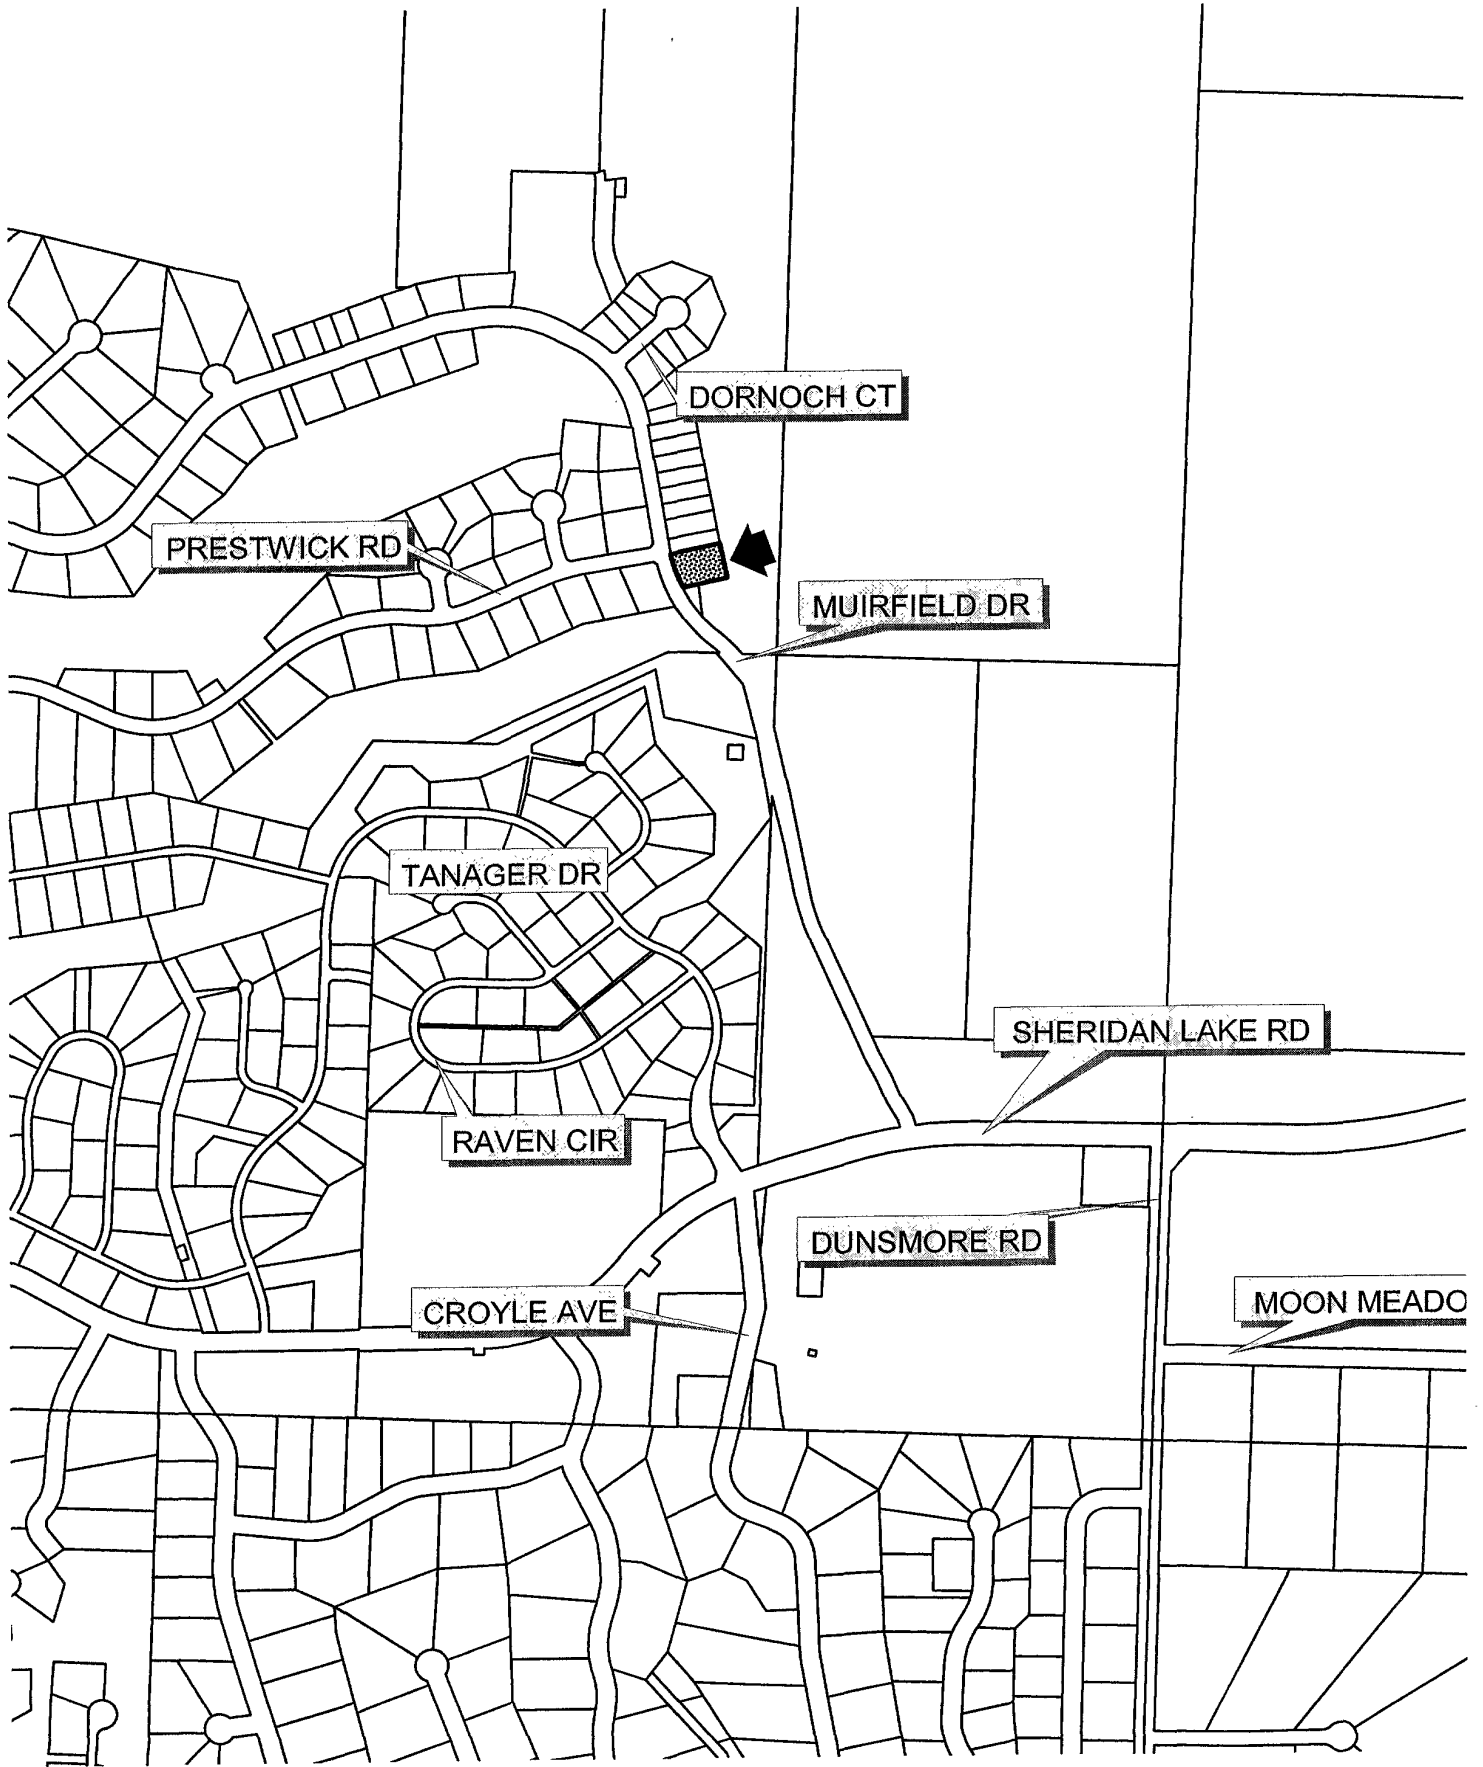 DORNOCH CT
PRESTWICK RD
MUIRFIELD DR
TANAGER DR
SHERIDAN LAKE RD
RAVEN CIR
DUNSMORE RD
MOON MEADO
CROYLE AVE